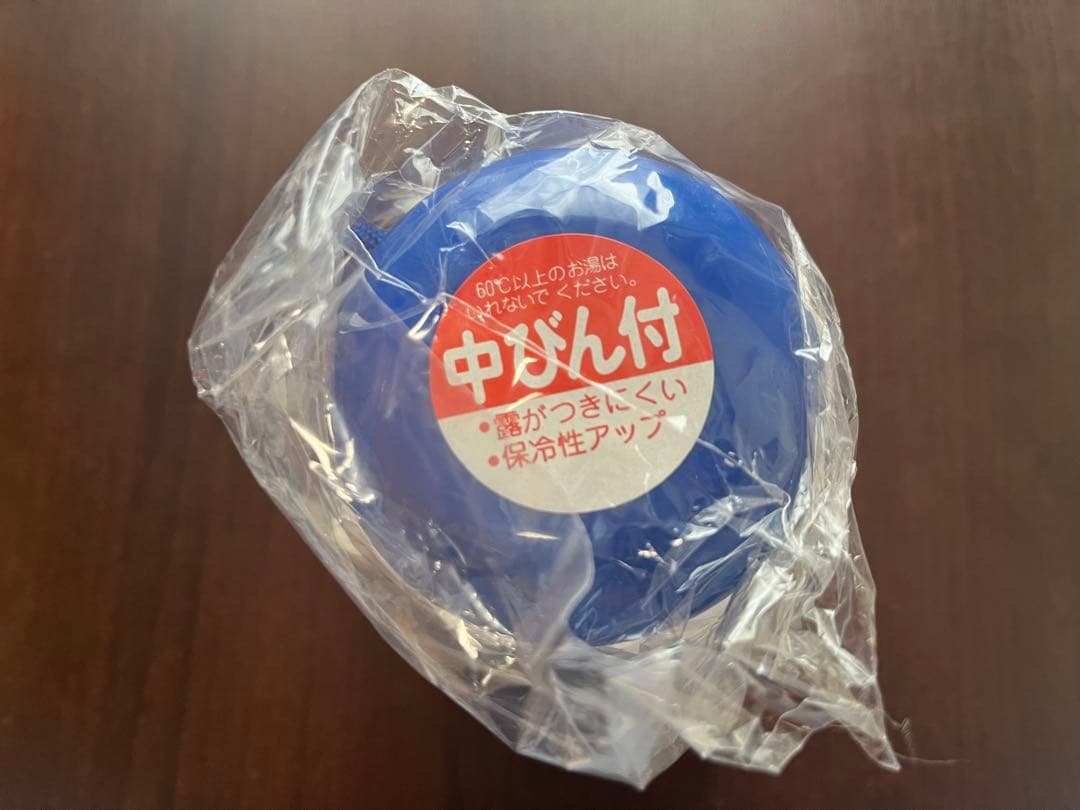 60℃以上のお湯は
いれないでください。
中びん付
•露がつきにくい
•保冷性アップ